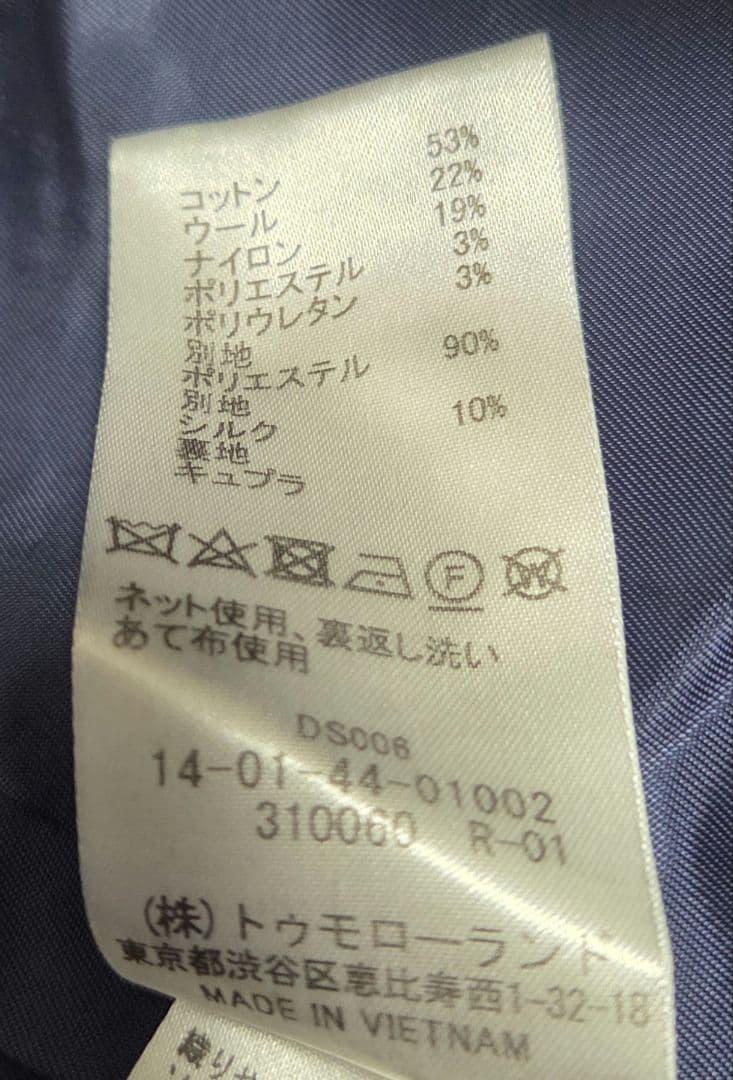 コットン 53%
ウール 22%
ナイロン 19%
ポリエステル 3%
ポリウレタン 3%
別地
ポリエステル 90%
別地
シルク 10%
裏地
キュプラ
F
W
ネット使用、裏返し洗い
あて布使用
DS006
14-01-44-01002
310060 R-01
(株)トゥモローランド
東京都渋谷区恵比寿西1-32-18
MADE IN VIETNAM
織り